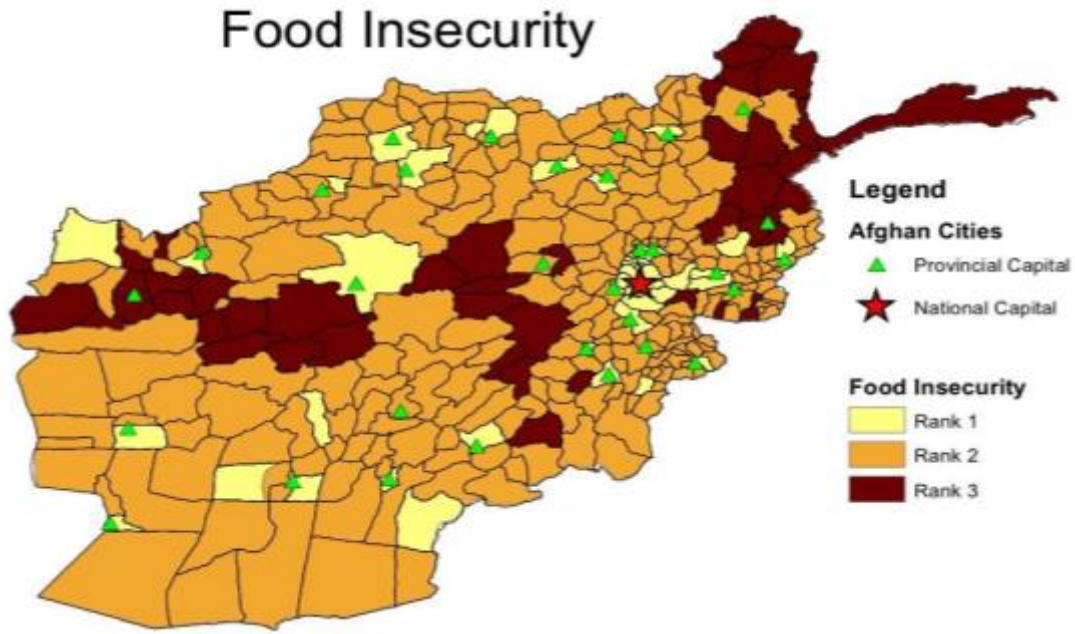 Food Insecurity
Legend
Afghan Cities
Provincial Capital
National Capital
Food Insecurity
Rank 1
Rank 2
Rank 3